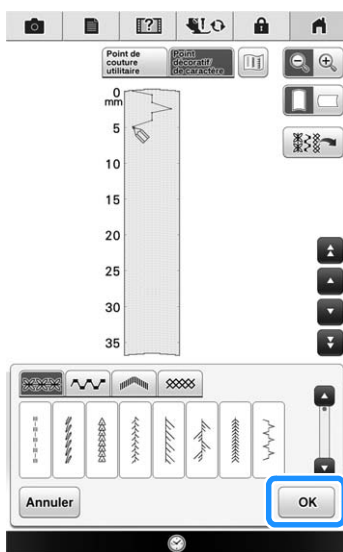 Point de
couture
utilitaire
Point
décoratif
de caractère
0
mm
5
10
15
20
25
30
35
Annuler
OK